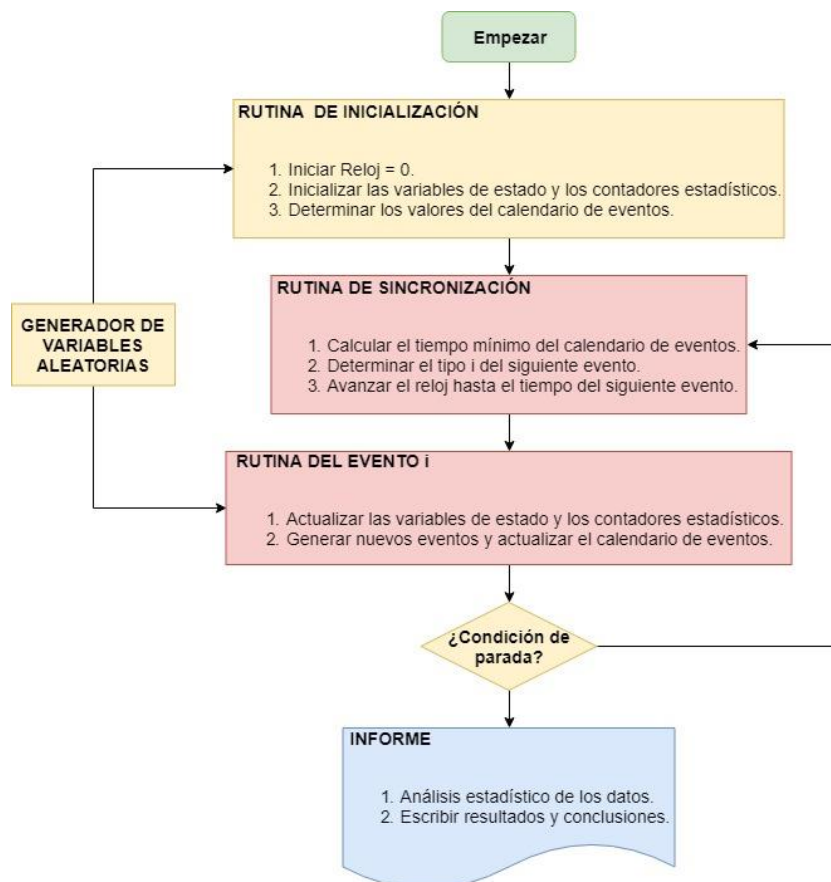 Empezar
RUTINA DE INICIALIZACIÓN
1. Iniciar Reloj = 0.
2. Inicializar las variables de estado y los contadores estadísticos.
3. Determinar los valores del calendario de eventos.
RUTINA DE SINCRONIZACIÓN
1. Calcular el tiempo mínimo del calendario de eventos.
2. Determinar el tipo i del siguiente evento.
3. Avanzar el reloj hasta el tiempo del siguiente evento.
GENERADOR DE
VARIABLES
ALEATORIAS
RUTINA DEL EVENTO i
1. Actualizar las variables de estado y los contadores estadísticos.
2. Generar nuevos eventos y actualizar el calendario de eventos.
¿Condición de
parada?
INFORME
1. Análisis estadístico de los datos.
2. Escribir resultados y conclusiones.